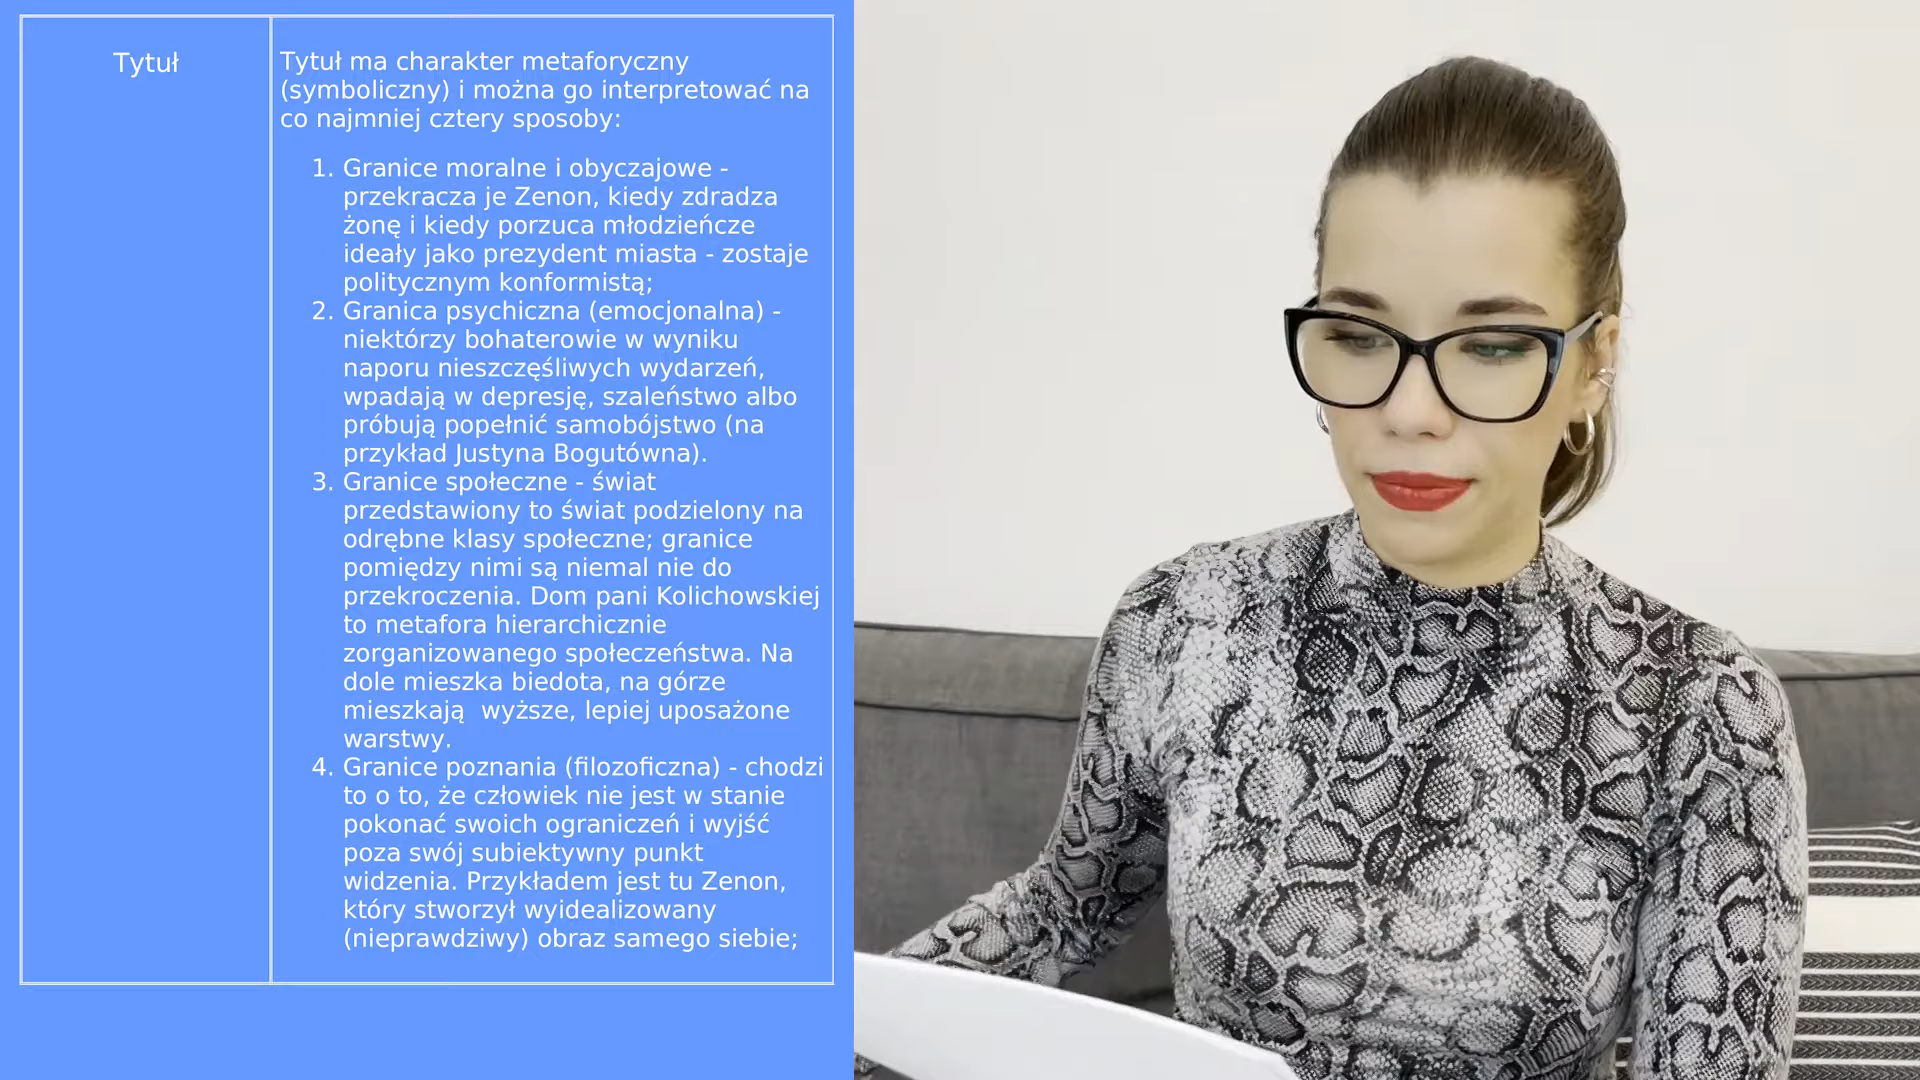 Tytuł
Tytuł ma charakter metaforyczny
(symboliczny) i można go interpretować na
co najmniej cztery sposoby:
1. Granice moralne i obyczajowe -
przekracza je Zenon, kiedy zdradza
żonę i kiedy porzuca młodzieńcze
ideały jako prezydent miasta - zostaje
politycznym konformistą;
2. Granica psychiczna (emocjonalna) -
niektórzy bohaterowie w wyniku
naporu nieszczęśliwych wydarzeń,
wpadają w depresję, szaleństwo albo
próbują popełnić samobójstwo (na
przykład Justyna Bogutówna).
3. Granice społeczne - świat
przedstawiony to świat podzielony na
odrębne klasy społeczne; granice
pomiędzy nimi są niemal nie do
przekroczenia. Dom pani Kolichowskiej
to metafora hierarchicznie
zorganizowanego społeczeństwa. Na
dole mieszka biedota, na górze
mieszkają  wyższe, lepiej uposażone
warstwy.
4. Granice poznania (filozoficzna) - chodzi
to o to, że człowiek nie jest w stanie
pokonać swoich ograniczeń i wyjść
poza swój subiektywny punkt
widzenia. Przykładem jest tu Zenon,
który stworzył wyidealizowany
(nieprawdziwy) obraz samego siebie;